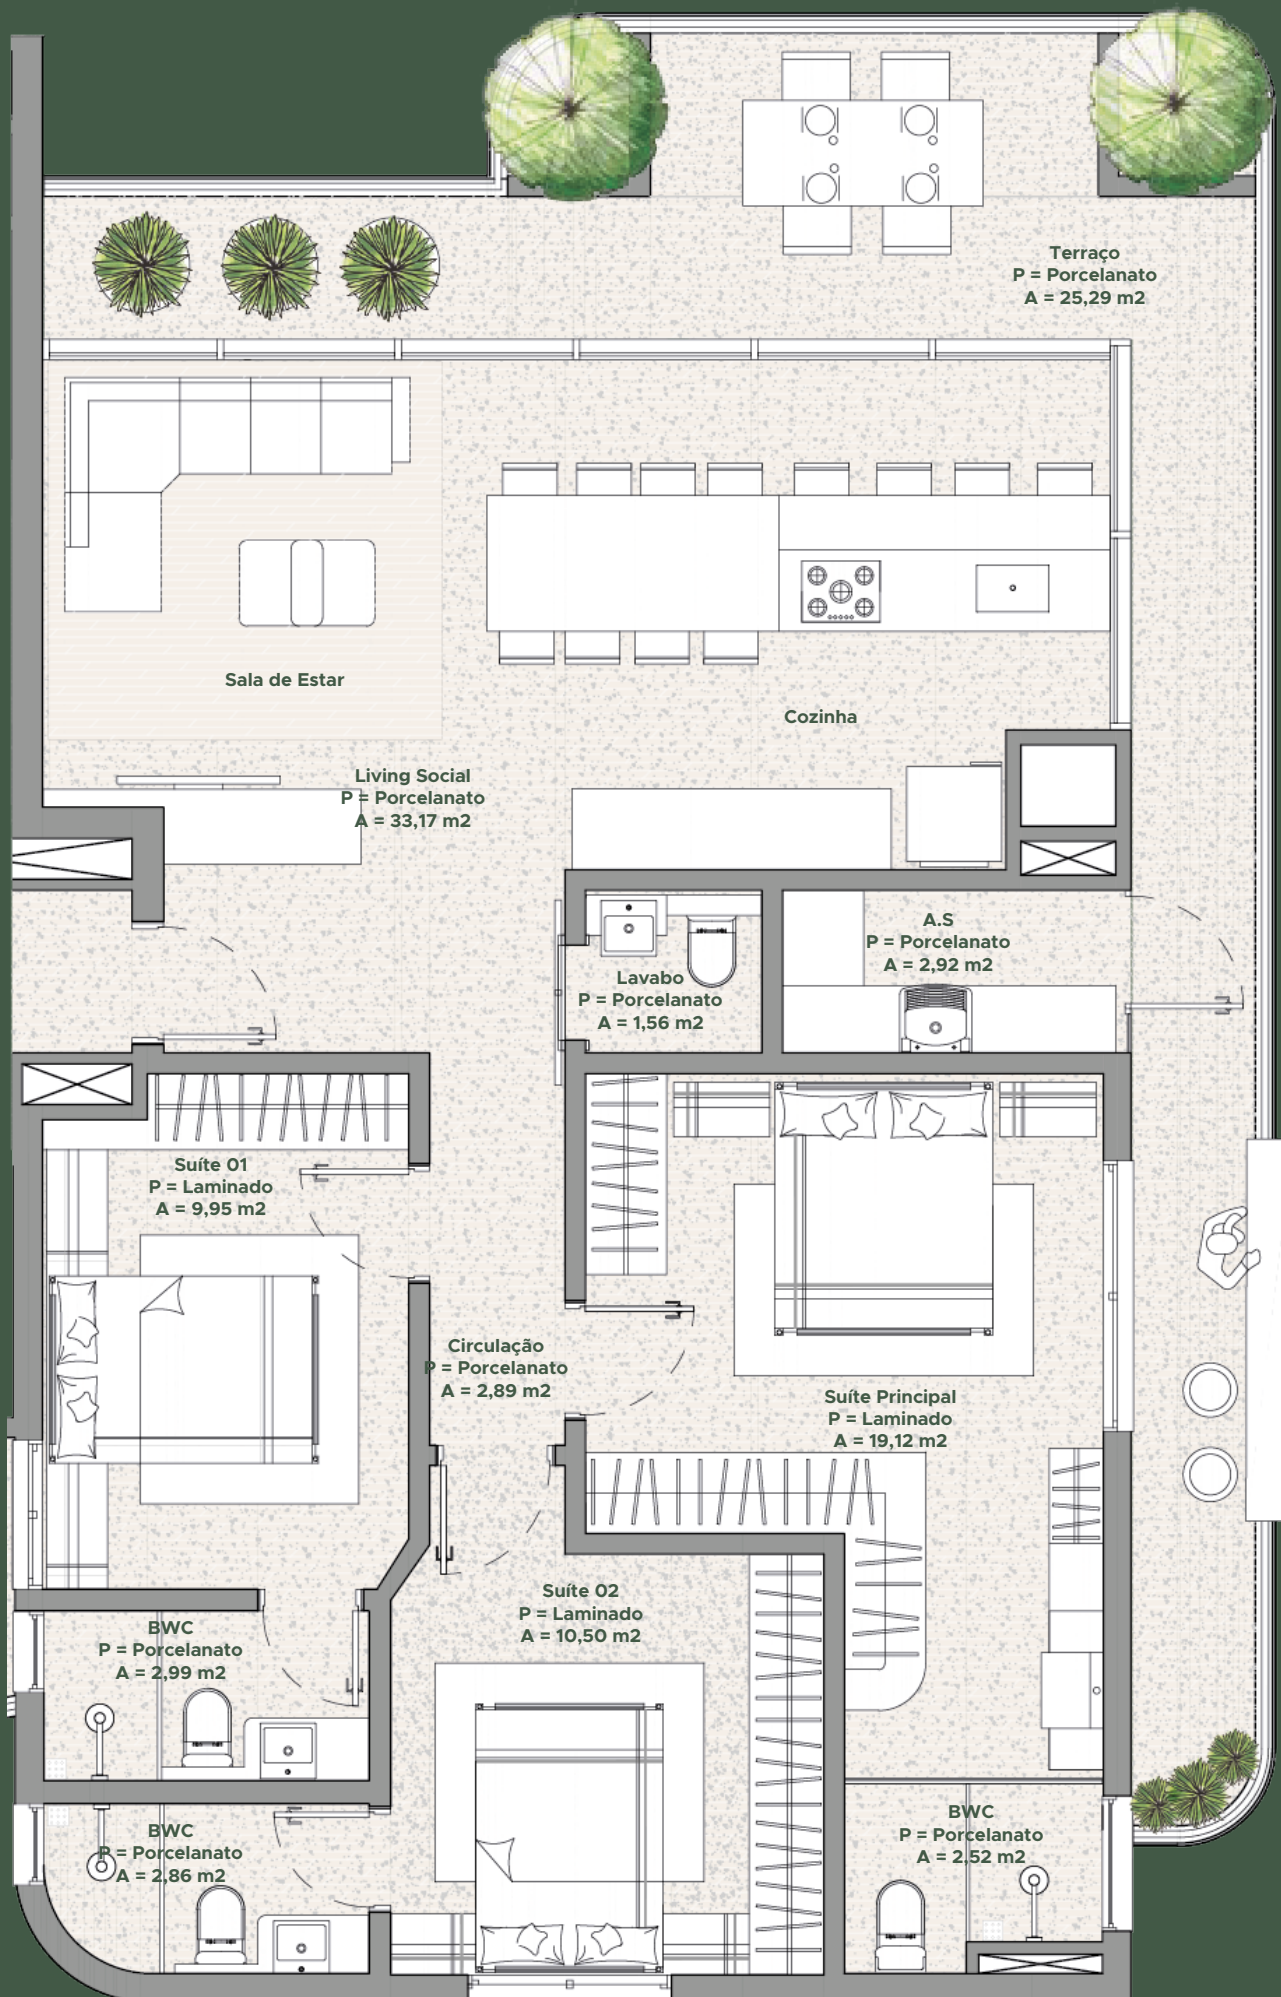 Terraço
P = Porcelanato
A = 25,29 m2
Sala de Estar
Cozinha
Living Social
P = Porcelanato
A = 33,17 m2
A.S
P = Porcelanato
A = 2,92 m2
Lavabo
P = Porcelanato
A = 1,56 m2
Suíte 01
P = Laminado
A = 9,95 m2
Circulação
P = Porcelanato
A = 2,89 m2
Suíte Principal
P = Laminado
A = 19,12 m2
Suíte 02
P = Laminado
A = 10,50 m2
BWC
P = Porcelanato
A = 2,99 m2
BWC
P = Porcelanato
A = 2,86 m2
BWC
P = Porcelanato
A = 2,52 m2